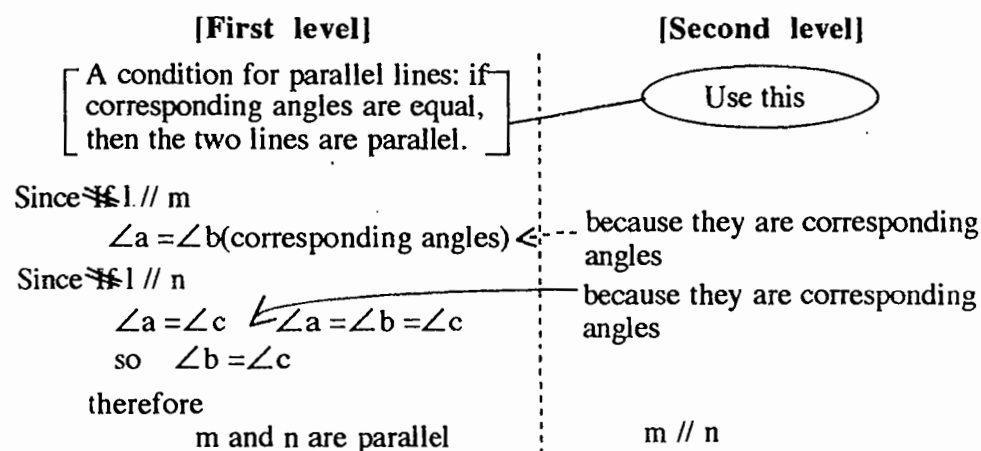 [First level] [Second level]
A condition for parallel lines: if
corresponding angles are equal,
then the two lines are parallel.
Use this
Since If l // m
∠a = ∠b(corresponding angles)
because they are corresponding
angles
Since If l // n
because they are corresponding
angles
∠a = ∠c ∠a = ∠b = ∠c
so ∠b = ∠c
therefore
m and n are parallel m // n